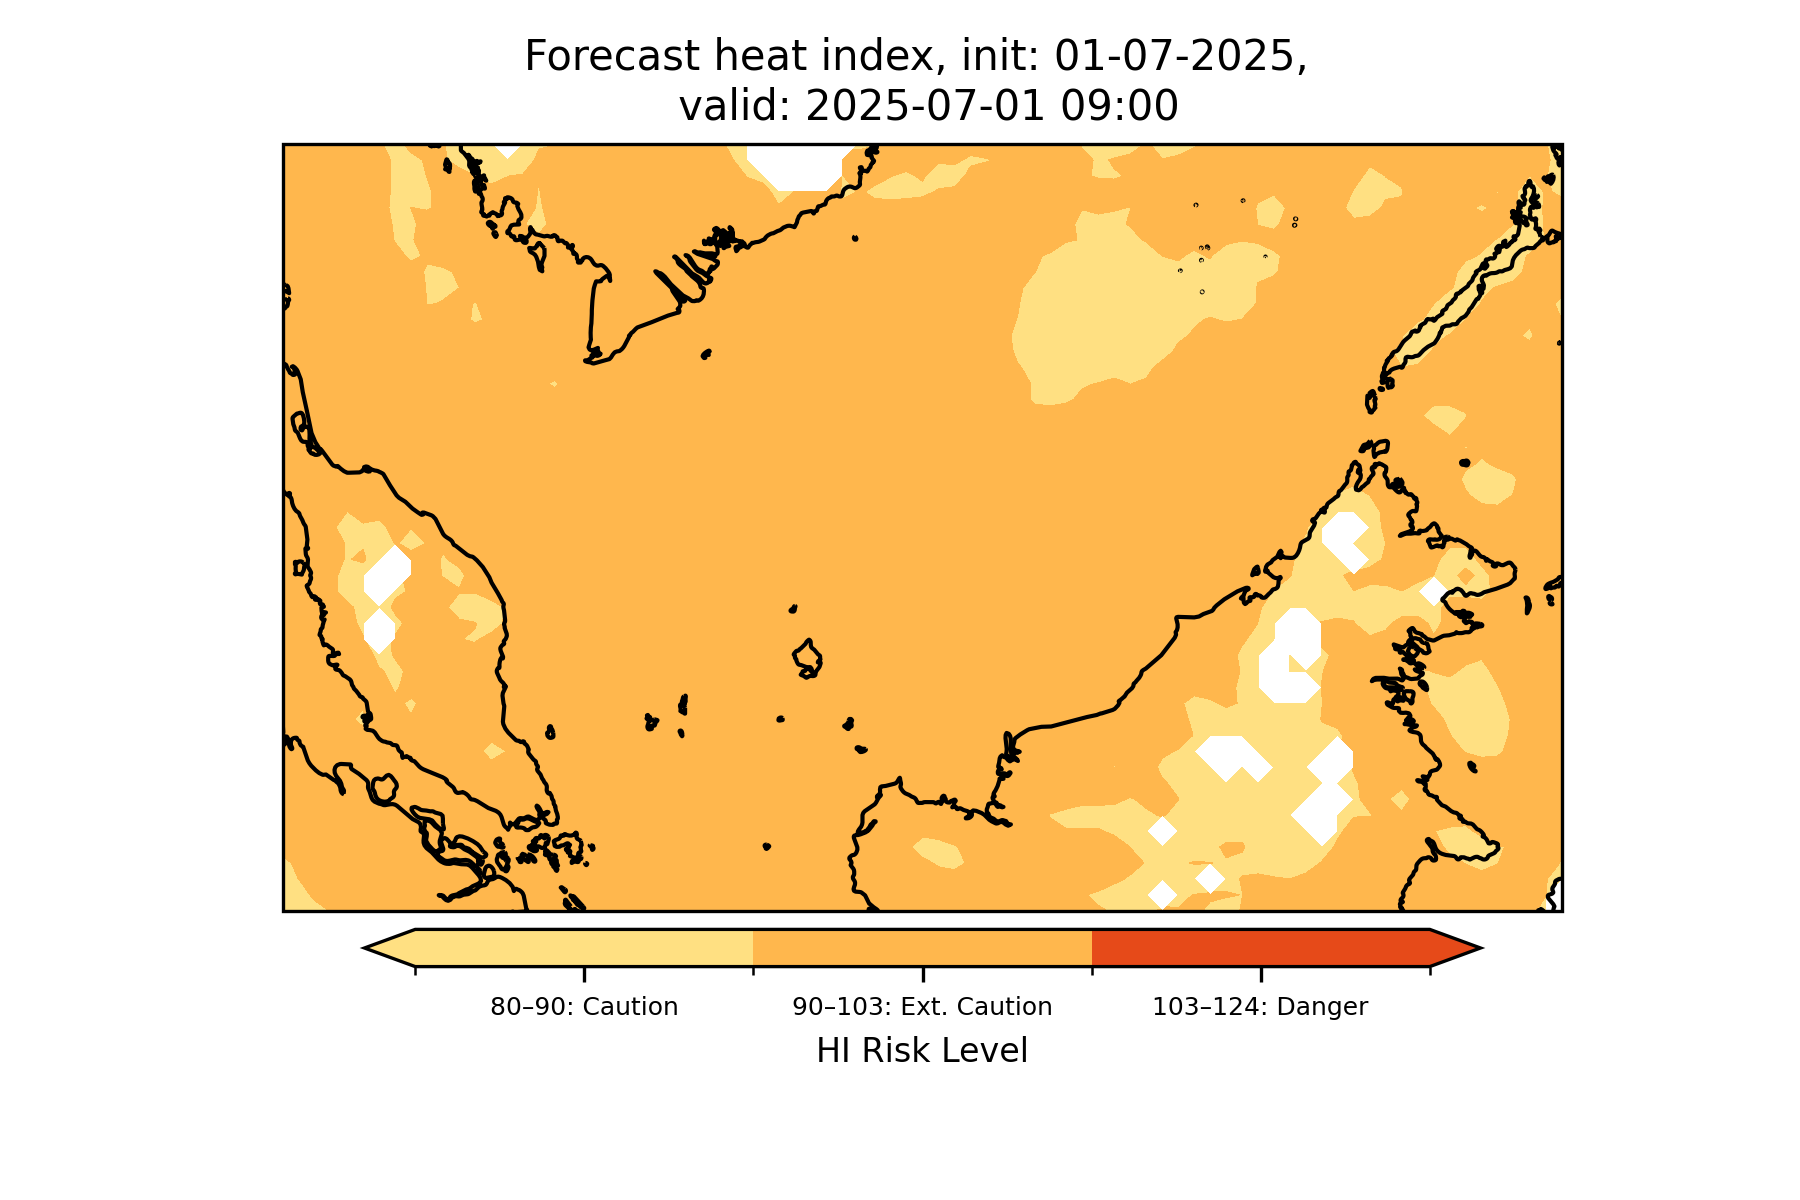 Forecast heat index, init: 01-07-2025,
valid: 2025-07-01 09:00
80–90: Caution
90–103: Ext. Caution
103–124: Danger
HI Risk Level